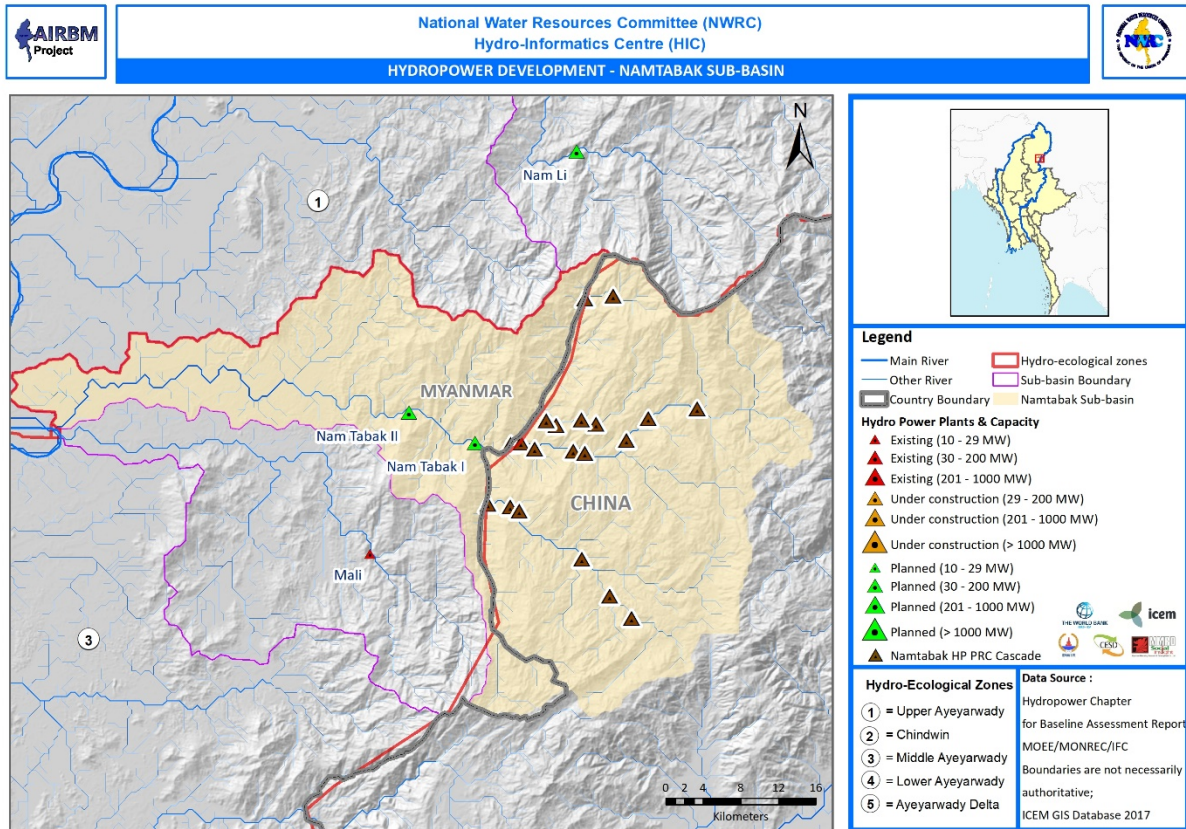 AIRBM
Project
National Water Resources Committee (NWRC)
Hydro-Informatics Centre (HIC)
HYDROPOWER DEVELOPMENT - NAMTABAK SUB-BASIN
NWRC
N
1
Nam Li
MYANMAR
Nam Tabak II
Nam Tabak I
CHINA
Mali
3
0 2 4 8 12 16
Kilometers
Legend
Main River
Other River
Country Boundary
Hydro-ecological zones
Sub-basin Boundary
Namtabak Sub-basin
Hydro Power Plants & Capacity
Existing (10 - 29 MW)
Existing (30 - 200 MW)
Existing (201 - 1000 MW)
Under construction (29 - 200 MW)
Under construction (201 - 1000 MW)
Under construction (> 1000 MW)
Planned (10 - 29 MW)
Planned (30 - 200 MW)
Planned (201 - 1000 MW)
Planned (> 1000 MW)
Namtabak HP PRC Cascade
THE WORLD BANK
icem
CESD
Hydro-Ecological Zones
1 = Upper Ayeyarwady
2 = Chindwin
3 = Middle Ayeyarwady
4 = Lower Ayeyarwady
5 = Ayeyarwady Delta
Data Source :
Hydropower Chapter
for Baseline Assessment Report
MOEE/MONREC/IFC
Boundaries are not necessarily
authoritative;
ICEM GIS Database 2017